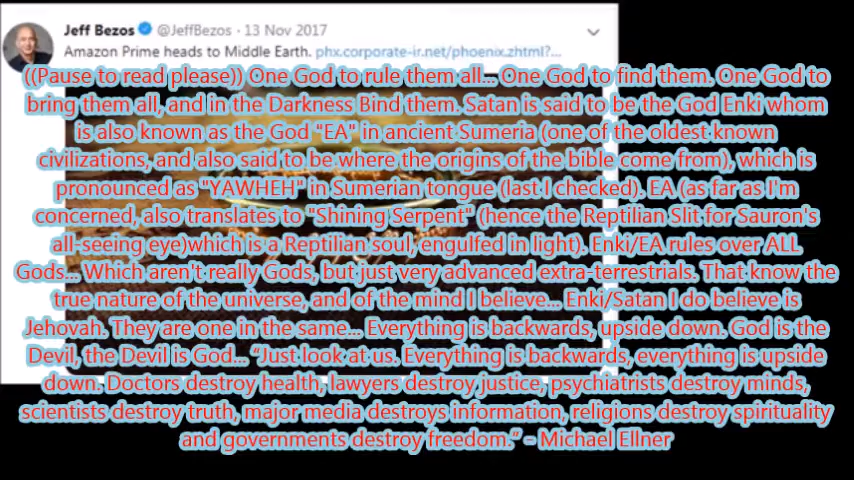 Jeff Bezos @JeffBezos · 13 Nov 2017
Amazon Prime heads to Middle Earth. phx.corporate-ir.net/phoenix.zhtml?...
((Pause to read please)) One God to rule them all... One God to find them. One God to
bring them all, and in the Darkness Bind them. Satan is said to be the God Enki whom
is also known as the God "EA" in ancient Sumeria (one of the oldest known
civilizations, and also said to be where the origins of the bible come from), which is
pronounced as "YAWHEH" in Sumerian tongue (last I checked). EA (as far as I'm
concerned, also translates to "Shining Serpent" (hence the Reptilian Slit for Sauron's
all-seeing eye)which is a Reptilian soul, engulfed in light). Enki/EA rules over ALL
Gods... Which aren't really Gods, but just very advanced extra-terrestrials. That know the
true nature of the universe, and of the mind I believe... Enki/Satan I do believe is
Jehovah. They are one in the same... Everything is backwards, upside down. God is the
Devil, the Devil is God... “Just look at us. Everything is backwards, everything is upside
down. Doctors destroy health, lawyers destroy justice, psychiatrists destroy minds,
scientists destroy truth, major media destroys information, religions destroy spirituality
and governments destroy freedom.” - Michael Ellner